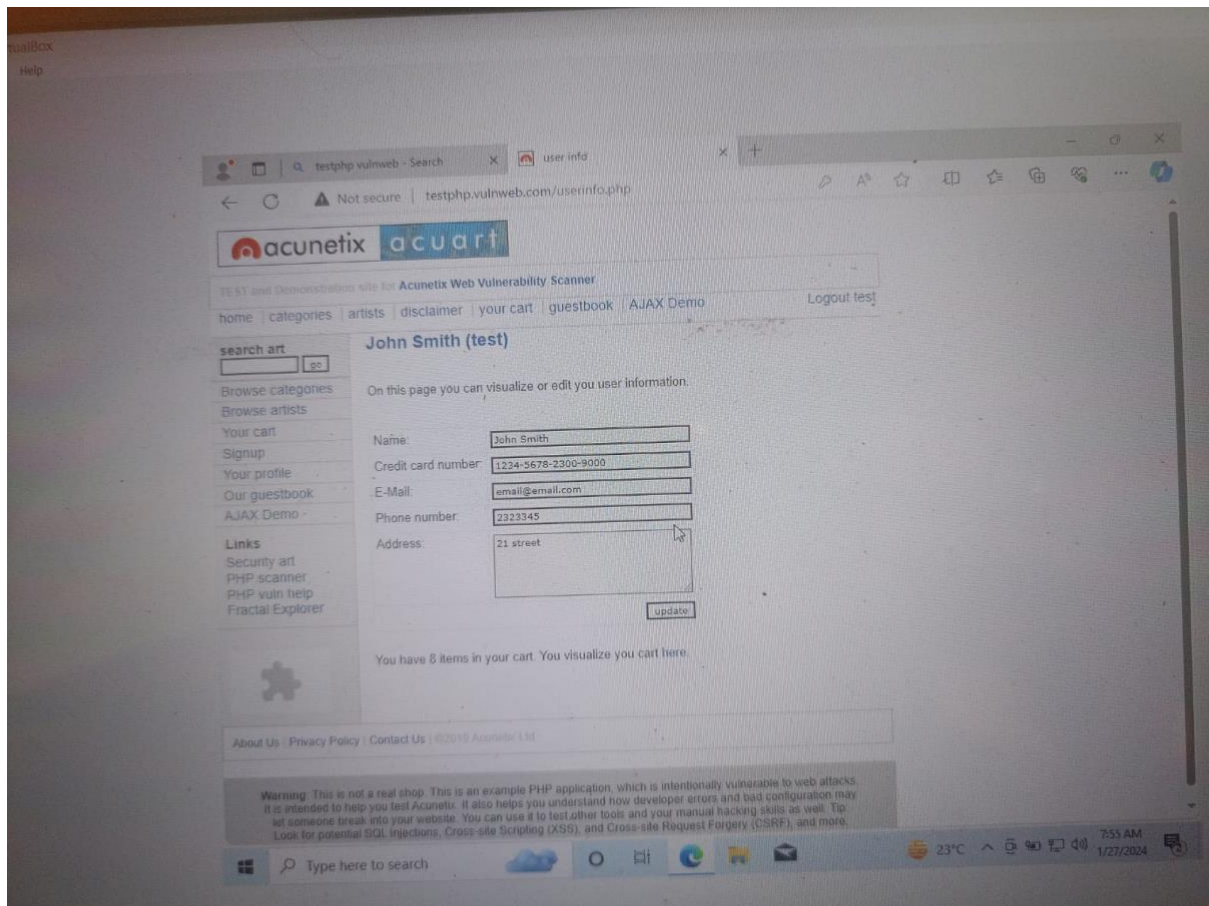 tualBox
Help
testphp vulnweb - Search
user info
Not secure
testphp.vulnweb.com/userinfo.php
acunetix acuart
TEST and Demonstration site for Acunetix Web Vulnerability Scanner
home categories artists disclaimer your cart guestbook AJAX Demo
Logout test
search art
go
Browse categories
Browse artists
Your cart
Signup
Your profile
Our guestbook
AJAX Demo
Links
Security art
PHP scanner
PHP vuln help
Fractal Explorer
John Smith (test)
On this page you can visualize or edit you user information.
Name: John Smith
Credit card number: 1234-5678-2300-9000
E-Mail: email@email.com
Phone number: 2323345
Address: 21 street
update
You have 8 items in your cart. You visualize you cart here.
About Us | Privacy Policy | Contact Us | ©2019 Acunetix Ltd
Warning: This is not a real shop. This is an example PHP application, which is intentionally vulnerable to web attacks.
It is intended to help you test Acunetix. It also helps you understand how developer errors and bad configuration may
let someone break into your website. You can use it to test other tools and your manual hacking skills as well. Tip:
Look for potential SQL Injections, Cross-site Scripting (XSS), and Cross-site Request Forgery (CSRF), and more.
Type here to search
23°C
7:55 AM
1/27/2024
2